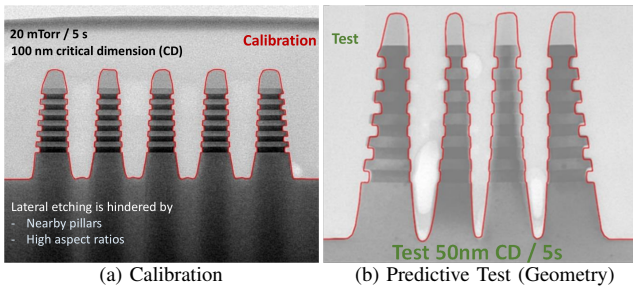 20 mTorr / 5 s
100 nm critical dimension (CD)
Calibration
Lateral etching is hindered by
- Nearby pillars
- High aspect ratios
(a) Calibration
Test
Test 50nm CD / 5s
(b) Predictive Test (Geometry)